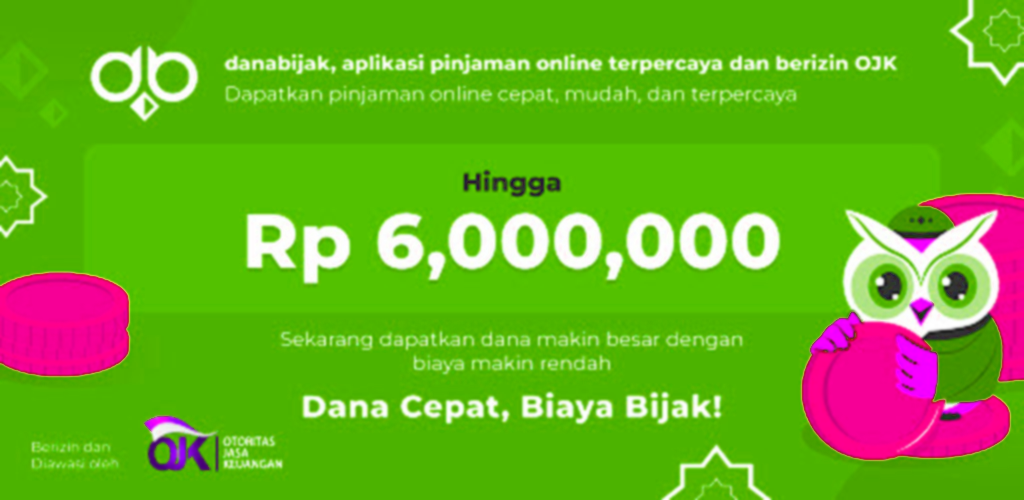 danabijak, aplikasi pinjaman online terpercaya dan berizin OJK
Dapatkan pinjaman online cepat, mudah, dan terpercaya
Hingga
Rp 6,000,000
Sekarang dapatkan dana makin besar dengan
biaya makin rendah
Dana Cepat, Biaya Bijak!
Berizin dan
Diawasi oleh
OJK
OTORITAS
JASA
KEUANGAN